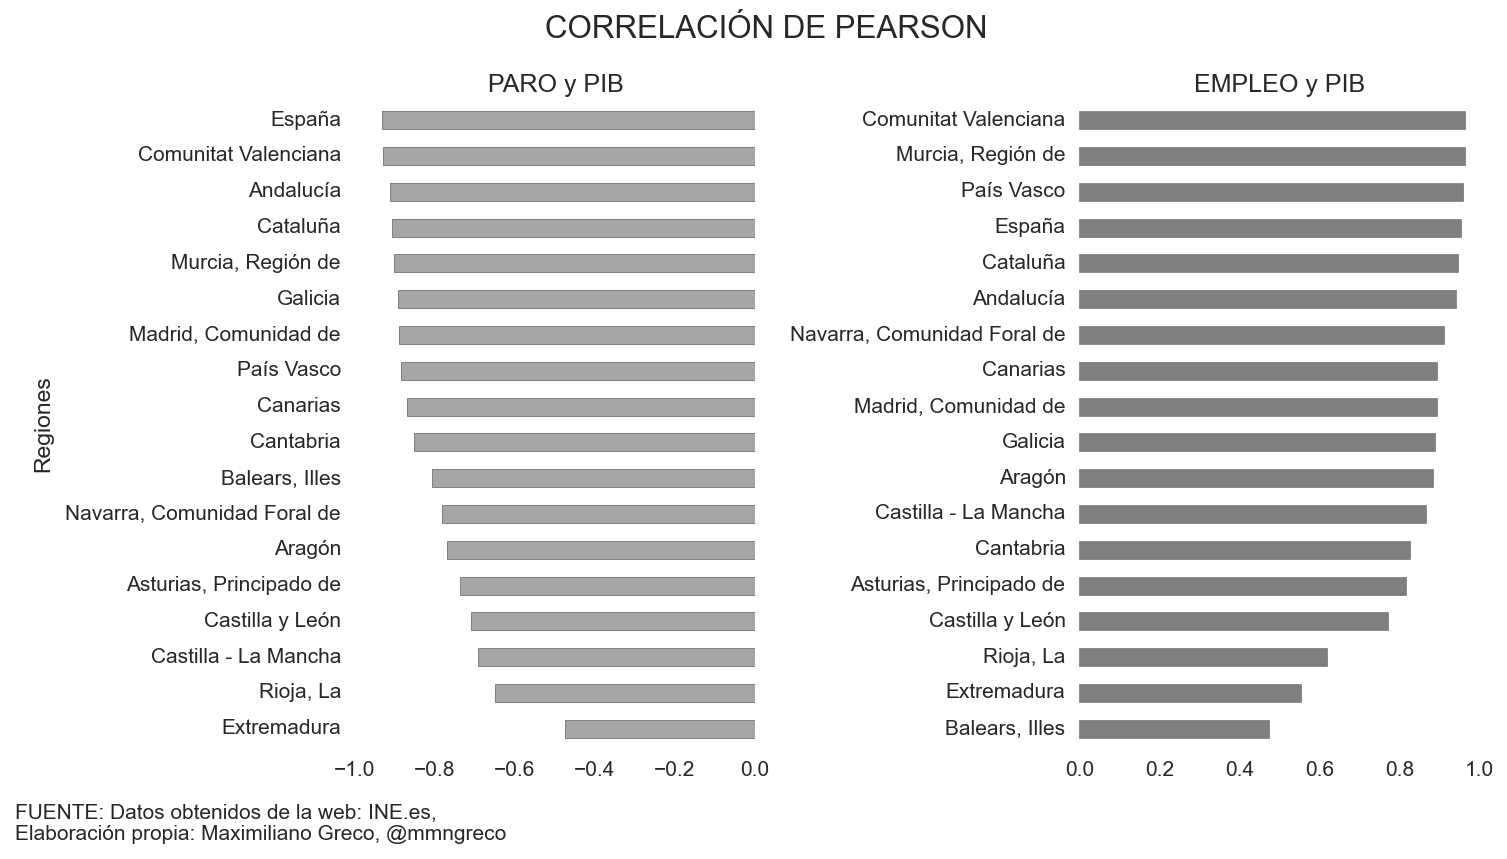 CORRELACIÓN DE PEARSON
PARO y PIB
Regiones
España
Comunitat Valenciana
Andalucía
Cataluña
Murcia, Región de
Galicia
Madrid, Comunidad de
País Vasco
Canarias
Cantabria
Balears, Illes
Navarra, Comunidad Foral de
Aragón
Asturias, Principado de
Castilla y León
Castilla - La Mancha
Rioja, La
Extremadura
−1.0 −0.8 −0.6 −0.4 −0.2 0.0
EMPLEO y PIB
Comunitat Valenciana
Murcia, Región de
País Vasco
España
Cataluña
Andalucía
Navarra, Comunidad Foral de
Canarias
Madrid, Comunidad de
Galicia
Aragón
Castilla - La Mancha
Cantabria
Asturias, Principado de
Castilla y León
Rioja, La
Extremadura
Balears, Illes
0.0 0.2 0.4 0.6 0.8 1.0
FUENTE: Datos obtenidos de la web: INE.es,
Elaboración propia: Maximiliano Greco, @mmngreco